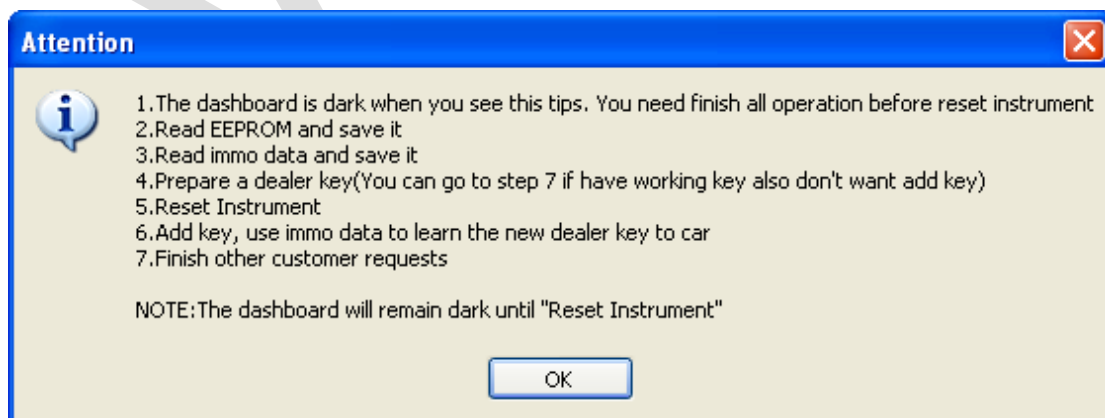 Attention
1.The dashboard is dark when you see this tips. You need finish all operation before reset instrument
2.Read EEPROM and save it
3.Read immo data and save it
4.Prepare a dealer key(You can go to step 7 if have working key also don't want add key)
5.Reset Instrument
6.Add key, use immo data to learn the new dealer key to car
7.Finish other customer requests
NOTE:The dashboard will remain dark until "Reset Instrument"
OK